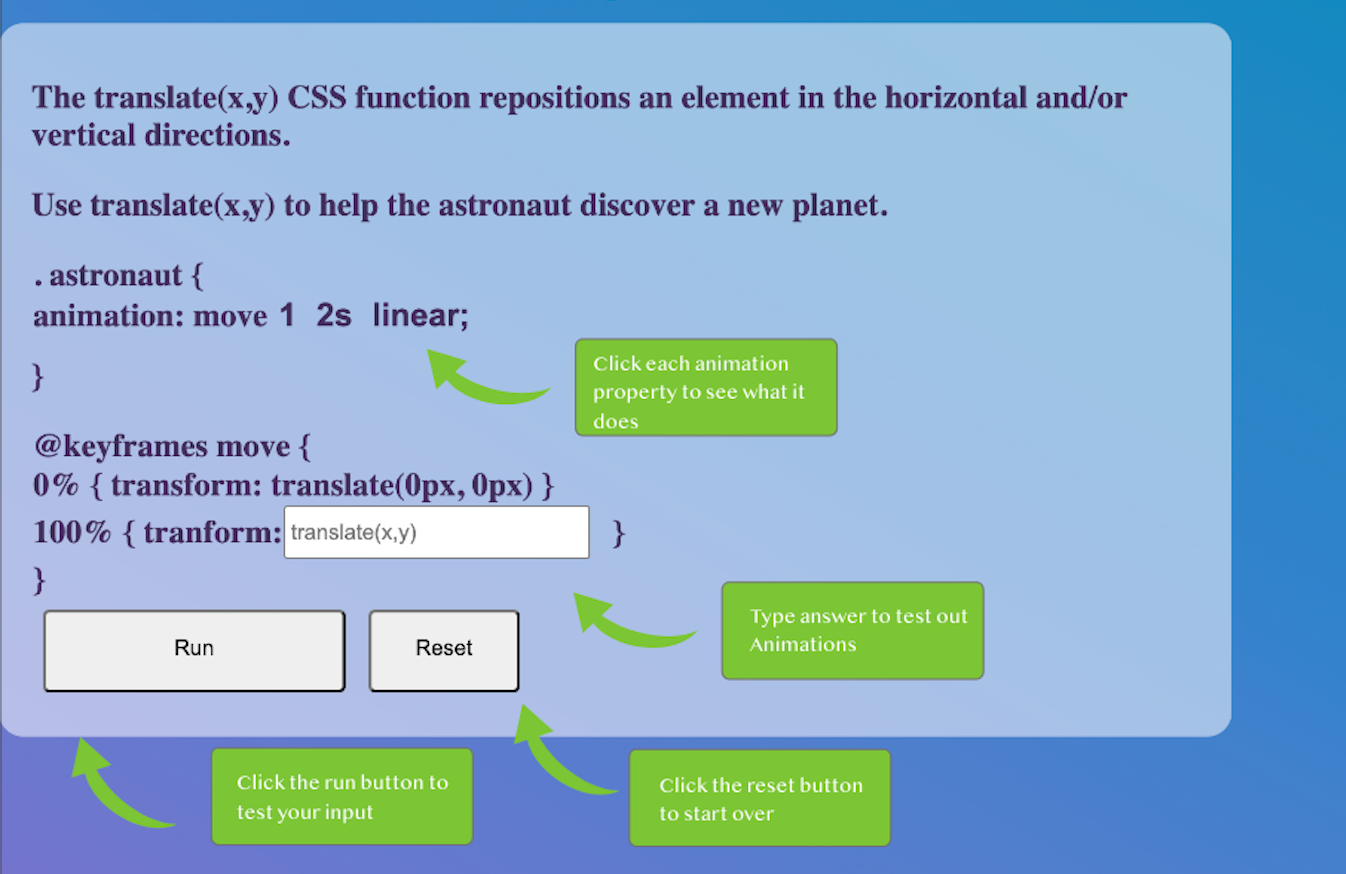 The translate(x,y) CSS function repositions an element in the horizontal and/or
vertical directions.
Use translate(x,y) to help the astronaut discover a new planet.
. astronaut {
animation: move 1 2s linear;
}
Click each animation
property to see what it
does
@keyframes move {
0% { transform: translate(0px, 0px) }
100% { tranform: translate(x,y) }
}
Type answer to test out
Animations
Run Reset
Click the run button to
test your input
Click the reset button
to start over